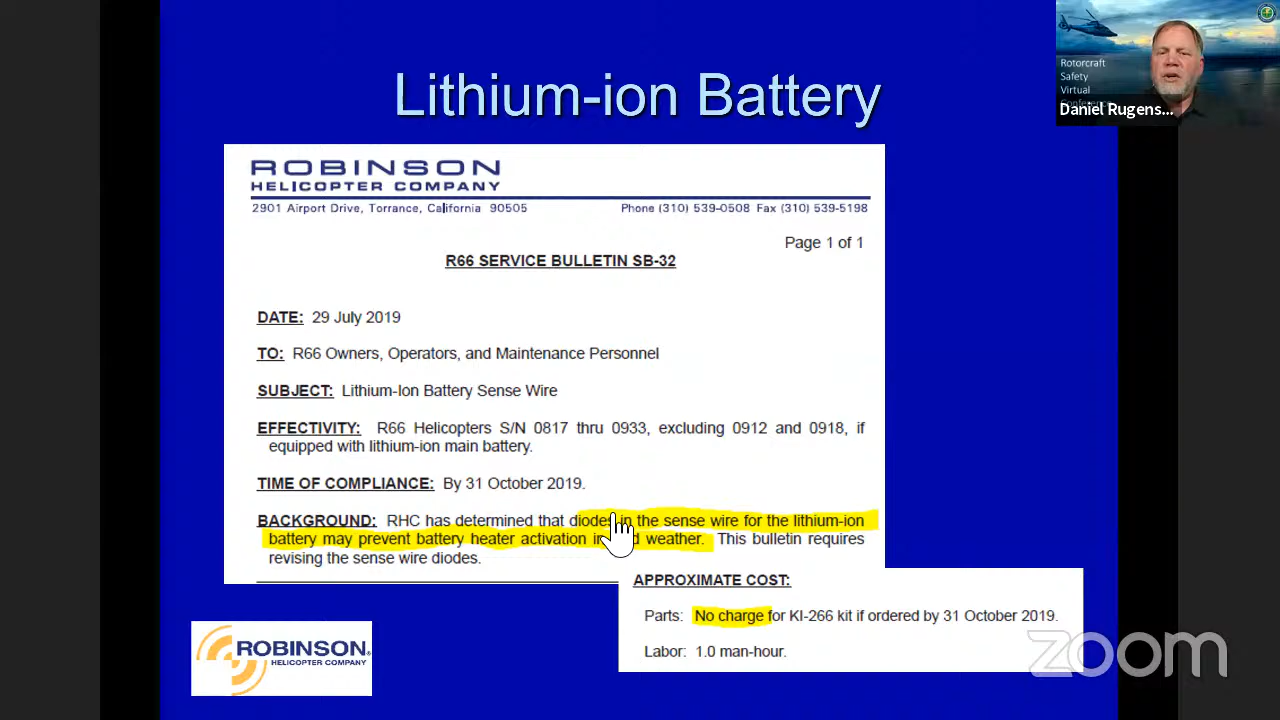 Lithium-ion Battery
Rotorcraft
Safety
Virtual
Daniel Rugens...
ROBINSON
HELICOPTER COMPANY
2901 Airport Drive, Torrance, California 90505
Phone (310) 539-0508 Fax (310) 539-5198
Page 1 of 1
R66 SERVICE BULLETIN SB-32
DATE: 29 July 2019
TO: R66 Owners, Operators, and Maintenance Personnel
SUBJECT: Lithium-Ion Battery Sense Wire
EFFECTIVITY: R66 Helicopters S/N 0817 thru 0933, excluding 0912 and 0918, if
equipped with lithium-ion main battery.
TIME OF COMPLIANCE: By 31 October 2019.
BACKGROUND: RHC has determined that diodes in the sense wire for the lithium-ion
battery may prevent battery heater activation in weather. This bulletin requires
revising the sense wire diodes.
APPROXIMATE COST:
Parts: No charge for KI-266 kit if ordered by 31 October 2019.
Labor: 1.0 man-hour.
ROBINSON
HELICOPTER COMPANY
zoom